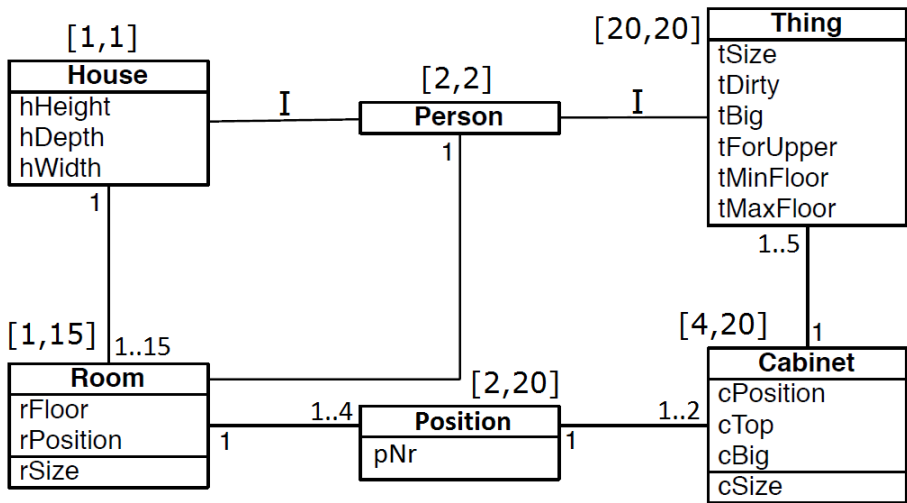 [1,1]
House
hHeight
hDepth
hWidth
1
I
[2,2]
Person
1
I
[20,20]
Thing
tSize
tDirty
tBig
tForUpper
tMinFloor
tMaxFloor
1..5
[1,15]
1..15
Room
rFloor
rPosition
rSize
1
1..4
[2,20]
Position
pNr
1
1..2
[4,20]
1
Cabinet
cPosition
cTop
cBig
cSize